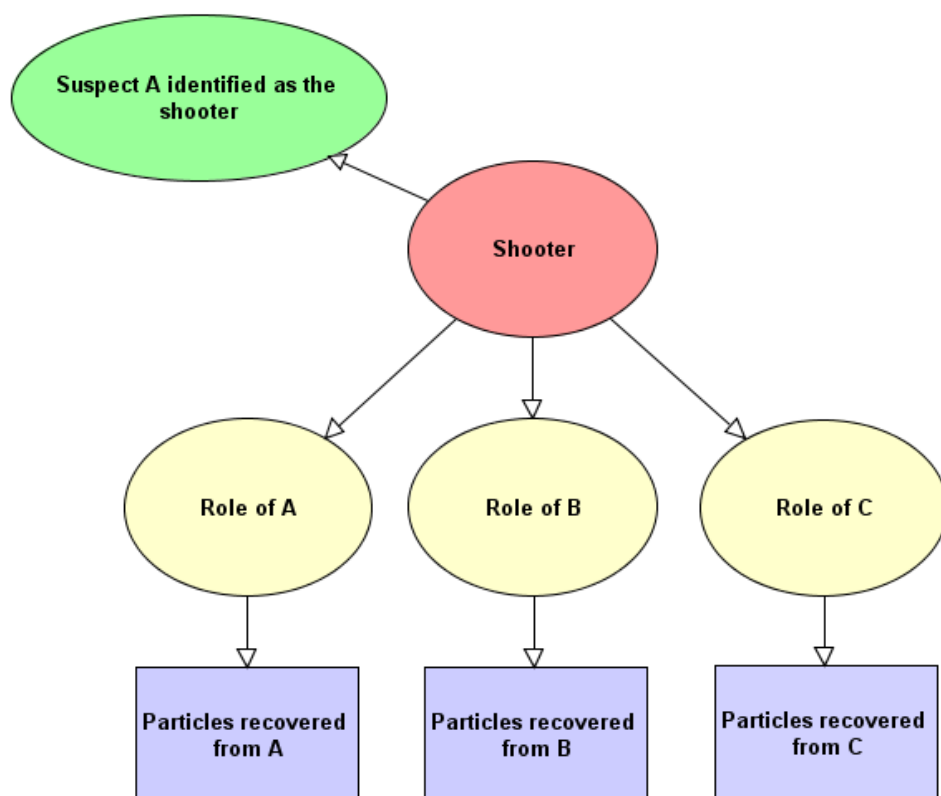 Suspect A identified as the
shooter
Shooter
Role of A
Role of B
Role of C
Particles recovered
from A
Particles recovered
from B
Particles recovered
from C